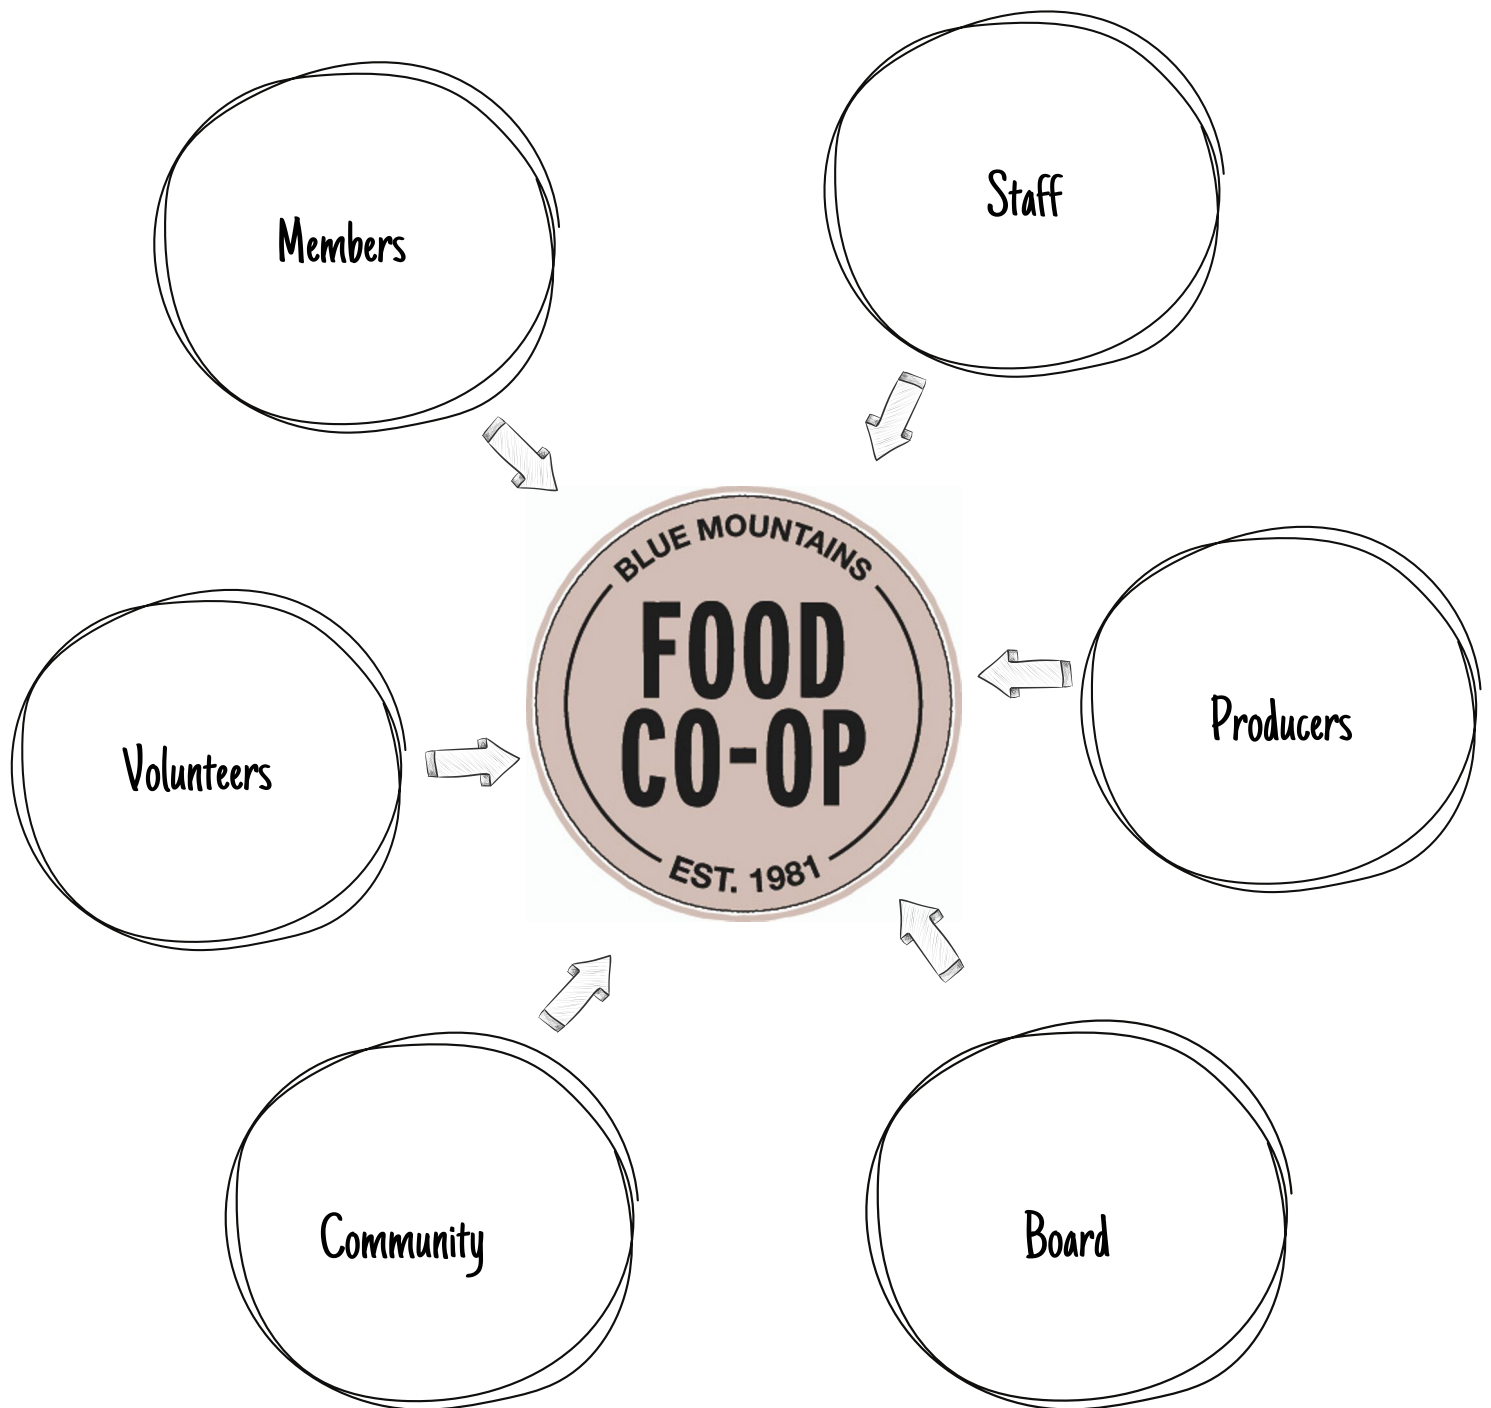 Staff
Members
BLUE MOUNTAINS
FOOD
CO-OP
EST. 1981
Producers
Volunteers
Community
Board